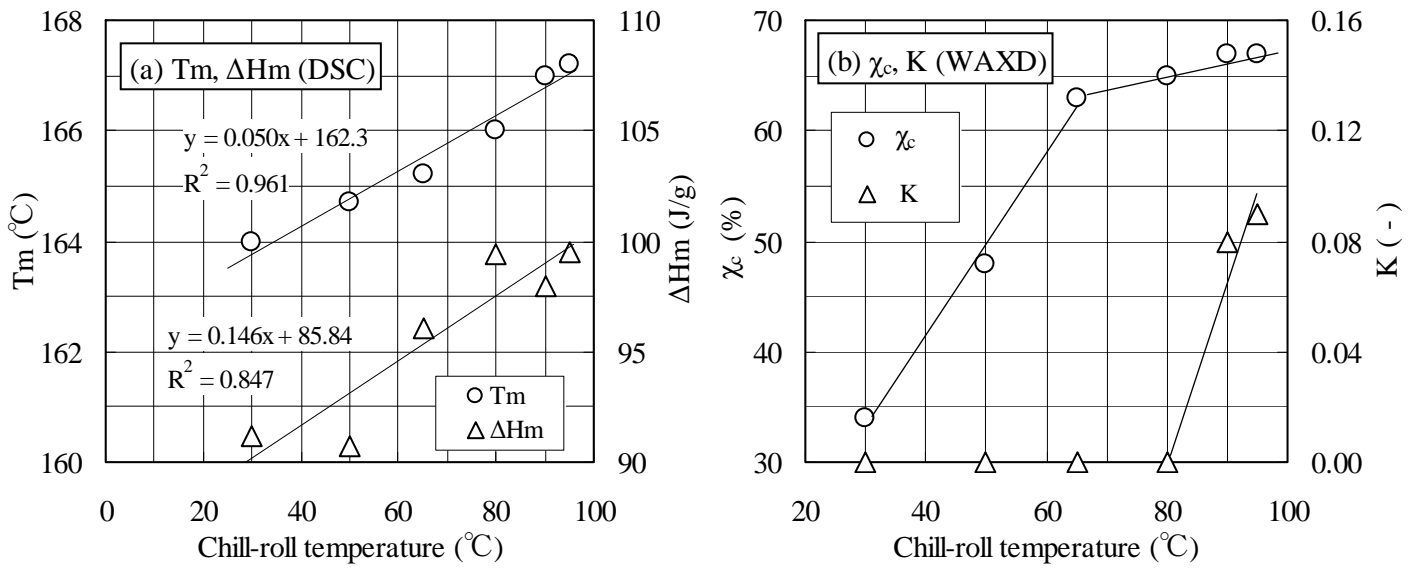 (a) Tm, ΔHm (DSC)
168
166
164
162
160
Tm (℃)
y = 0.050x + 162.3
R² = 0.961
y = 0.146x + 85.84
R² = 0.847
Tm
ΔHm
110
105
100
95
90
ΔHm (J/g)
0 20 40 60 80 100
Chill-roll temperature (℃)
(b) χc, K (WAXD)
70
60
50
40
30
χc (%)
χc
K
0.16
0.12
0.08
0.04
0.00
K ( - )
20 40 60 80 100
Chill-roll temperature (℃)